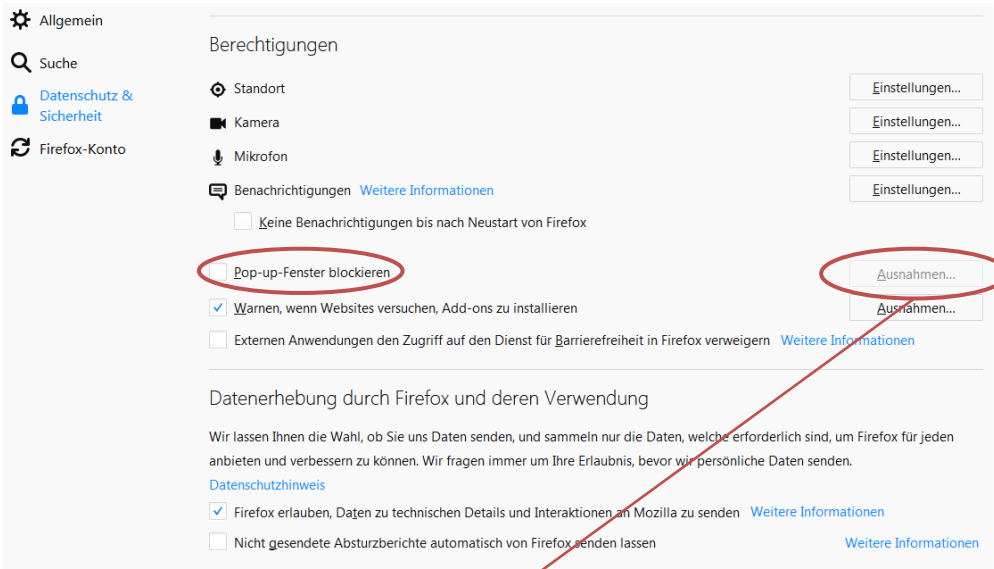 Allgemein
Suche
Datenschutz &
Sicherheit
Firefox-Konto
Berechtigungen
Standort Einstellungen...
Kamera Einstellungen...
Mikrofon Einstellungen...
Benachrichtigungen Weitere Informationen Einstellungen...
Keine Benachrichtigungen bis nach Neustart von Firefox
Pop-up-Fenster blockieren Ausnahmen...
Warnen, wenn Websites versuchen, Add-ons zu installieren Ausnahmen...
Externen Anwendungen den Zugriff auf den Dienst für Barrierefreiheit in Firefox verweigern Weitere Informationen
Datenerhebung durch Firefox und deren Verwendung
Wir lassen Ihnen die Wahl, ob Sie uns Daten senden, und sammeln nur die Daten, welche erforderlich sind, um Firefox für jeden
anbieten und verbessern zu können. Wir fragen immer um Ihre Erlaubnis, bevor wir persönliche Daten senden.
Datenschutzhinweis
Firefox erlauben, Daten zu technischen Details und Interaktionen an Mozilla zu senden Weitere Informationen
Nicht gesendete Absturzberichte automatisch von Firefox senden lassen Weitere Informationen